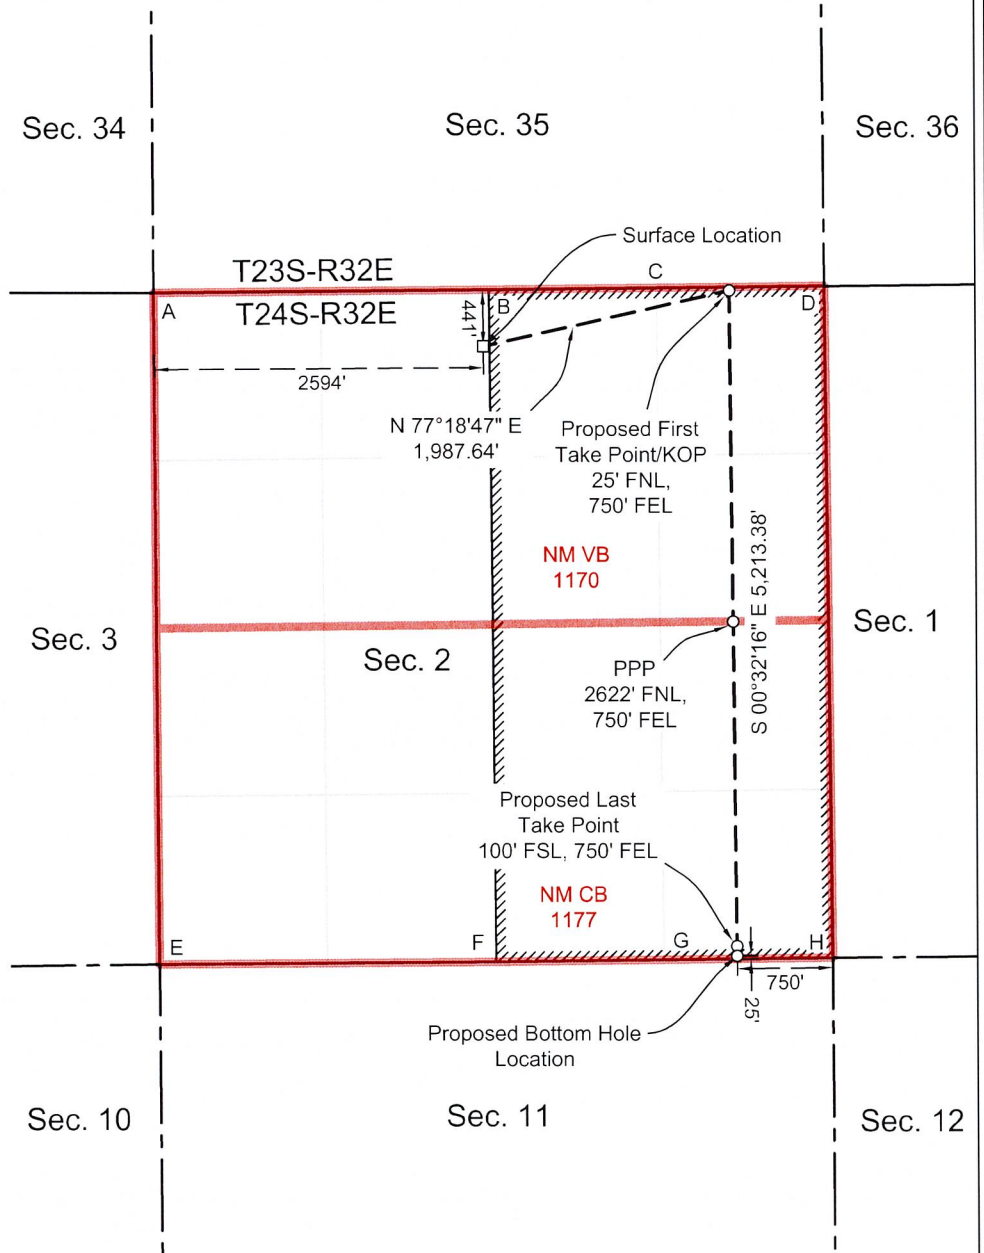 Sec. 34
Sec. 35
Sec. 36
Surface Location
T23S-R32E
C
A
T24S-R32E
441'
B
D
2594'
N 77°18'47" E
1,987.64'
Proposed First
Take Point/KOP
25' FNL,
750' FEL
NM VB
1170
S 00°32'16" E 5,213.38'
Sec. 3
Sec. 2
Sec. 1
PPP
2622' FNL,
750' FEL
Proposed Last
Take Point
100' FSL, 750' FEL
NM CB
1177
E
F
G
H
750'
25'
Proposed Bottom Hole
Location
Sec. 10
Sec. 11
Sec. 12